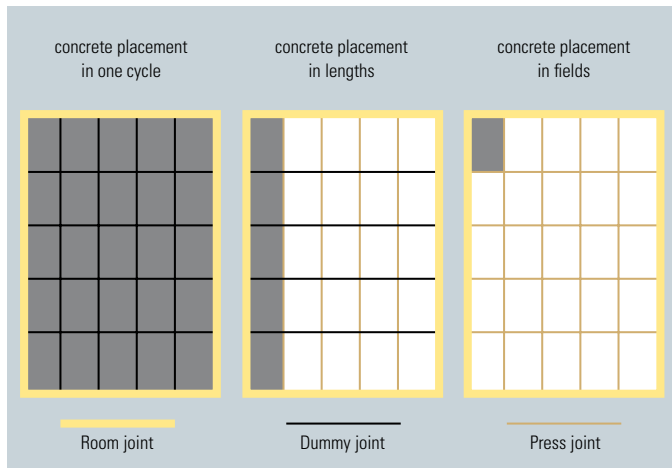 concrete placement
in one cycle
concrete placement
in lengths
concrete placement
in fields
Room joint
Dummy joint
Press joint